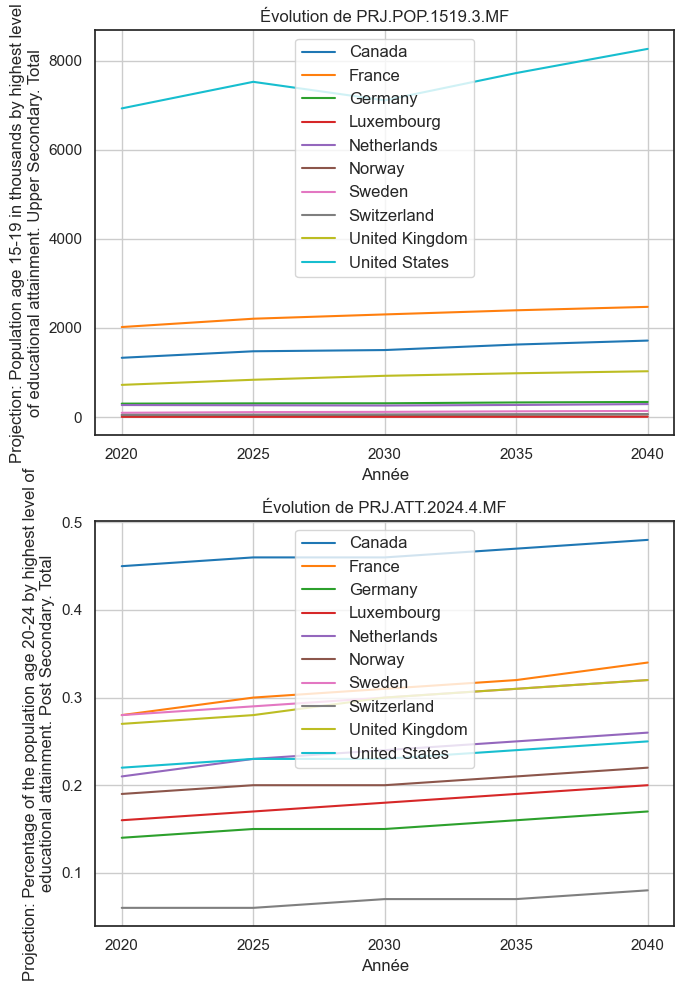 Évolution de PRJ.POP.1519.3.MF
Projection: Population age 15-19 in thousands by highest level
of educational attainment. Upper Secondary. Total
8000
6000
4000
2000
0
Canada
France
Germany
Luxembourg
Netherlands
Norway
Sweden
Switzerland
United Kingdom
United States
2020
2025
2030
2035
2040
Année
Évolution de PRJ.ATT.2024.4.MF
Projection: Percentage of the population age 20-24 by highest level of
educational attainment. Post Secondary. Total
0.5
0.4
0.3
0.2
0.1
Canada
France
Germany
Luxembourg
Netherlands
Norway
Sweden
Switzerland
United Kingdom
United States
2020
2025
2030
2035
2040
Année